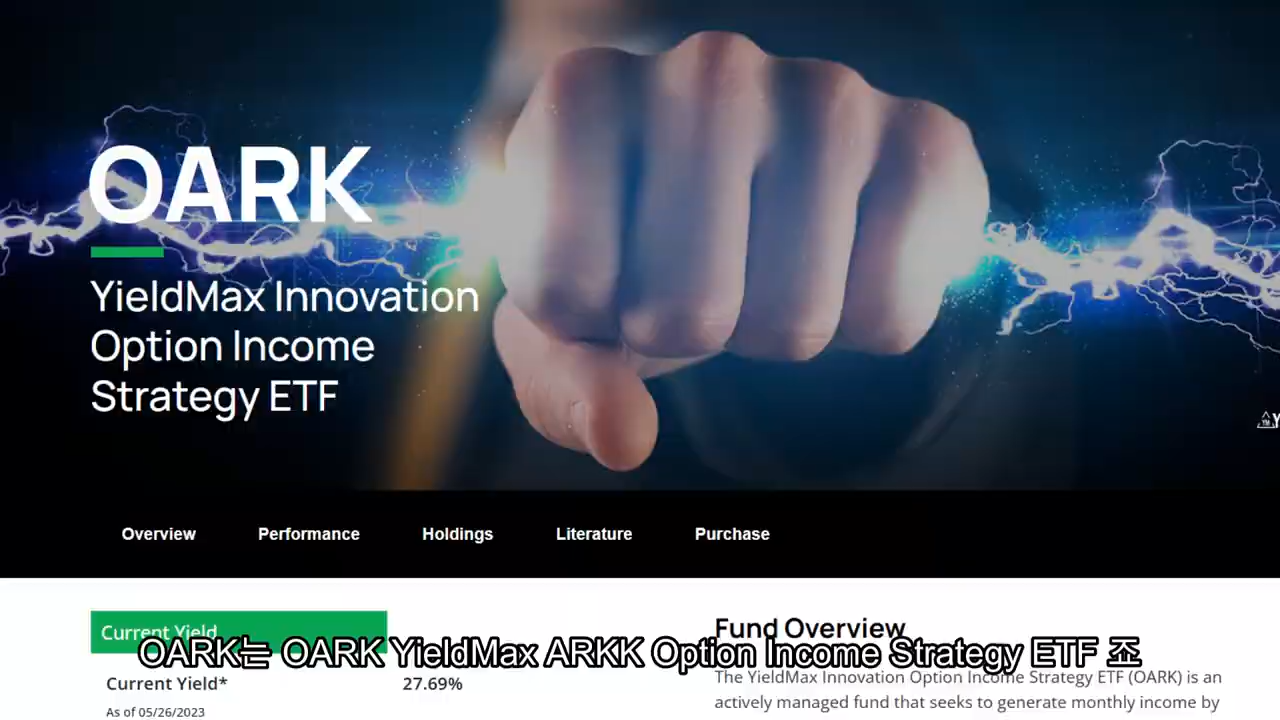 OARK
YieldMax Innovation
Option Income
Strategy ETF
Overview Performance Holdings Literature Purchase
Current Yield
Fund Overview
OARK는 OARK YieldMax ARKK Option Income Strategy ETF 죠
Current Yield* 27.69%
As of 05/26/2023
The YieldMax Innovation Option Income Strategy ETF (OARK) is an
actively managed fund that seeks to generate monthly income by